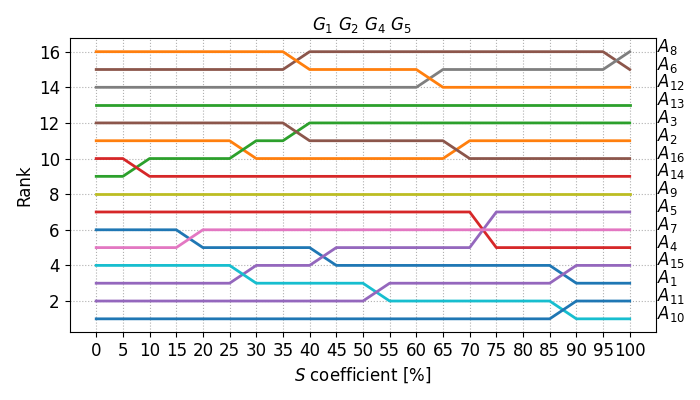 G₁ G₂ G₄ G₅
16
14
12
10
8
6
4
2
Rank
A₈
A₆
A₁₂
A₁₃
A₃
A₂
A₁₆
A₁₄
A₉
A₅
A₇
A₄
A₁₅
A₁
A₁₁
A₁₀
0 5 10 15 20 25 30 35 40 45 50 55 60 65 70 75 80 85 90 95 100
S coefficient [%]